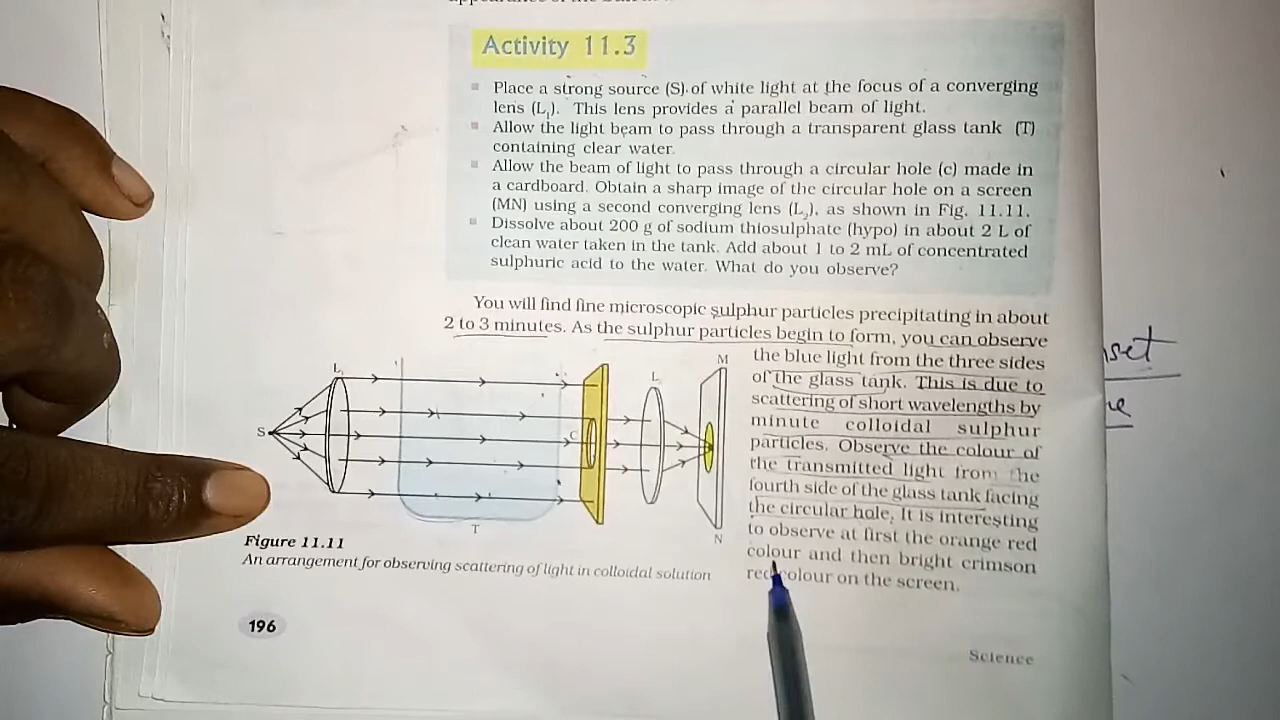 Activity 11.3
Place a strong source (S) of white light at the focus of a converging
lens (L₁). This lens provides a parallel beam of light.
Allow the light beam to pass through a transparent glass tank (T)
containing clear water.
Allow the beam of light to pass through a circular hole (c) made in
a cardboard. Obtain a sharp image of the circular hole on a screen
(MN) using a second converging lens (L₂), as shown in Fig. 11.11.
Dissolve about 200 g of sodium thiosulphate (hypo) in about 2 L of
clean water taken in the tank. Add about 1 to 2 mL of concentrated
sulphuric acid to the water. What do you observe?
You will find fine microscopic sulphur particles precipitating in about
2 to 3 minutes. As the sulphur particles begin to form, you can observe
the blue light from the three sides
of the glass tank. This is due to
scattering of short wavelengths by
minute colloidal sulphur
particles. Observe the colour of
the transmitted light from the
fourth side of the glass tank facing
the circular hole. It is interesting
to observe at first the orange red
colour and then bright crimson
red colour on the screen.
L
S
C
T
L
M
N
Figure 11.11
An arrangement for observing scattering of light in colloidal solution
196
Science
set